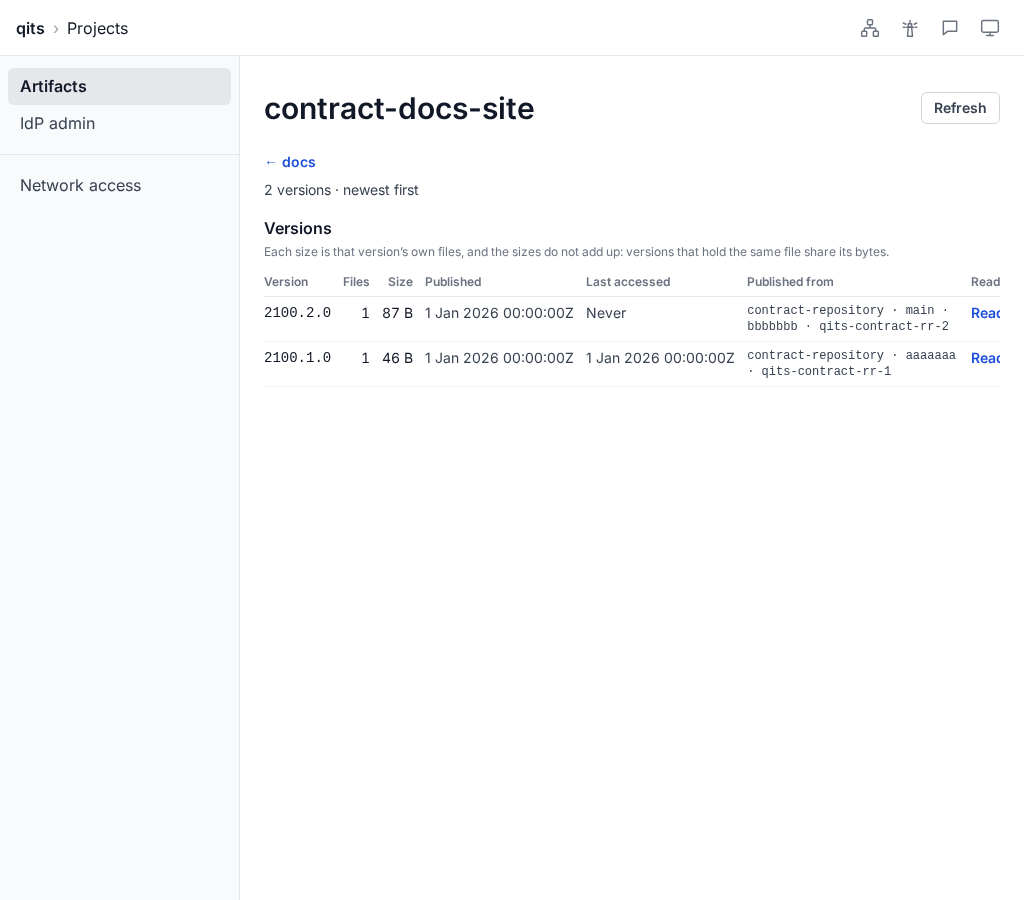 qits › Projects
Artifacts
IdP admin
Network access
contract-docs-site
Refresh
← docs
2 versions · newest first
Versions
Each size is that version’s own files, and the sizes do not add up: versions that hold the same file share its bytes.
Version Files Size Published Last accessed Published from Read
2100.2.0 1 87 B 1 Jan 2026 00:00:00Z Never contract-repository · main · Read
bbbbbbb · qits-contract-rr-2
2100.1.0 1 46 B 1 Jan 2026 00:00:00Z 1 Jan 2026 00:00:00Z contract-repository · aaaaaaa Read
· qits-contract-rr-1